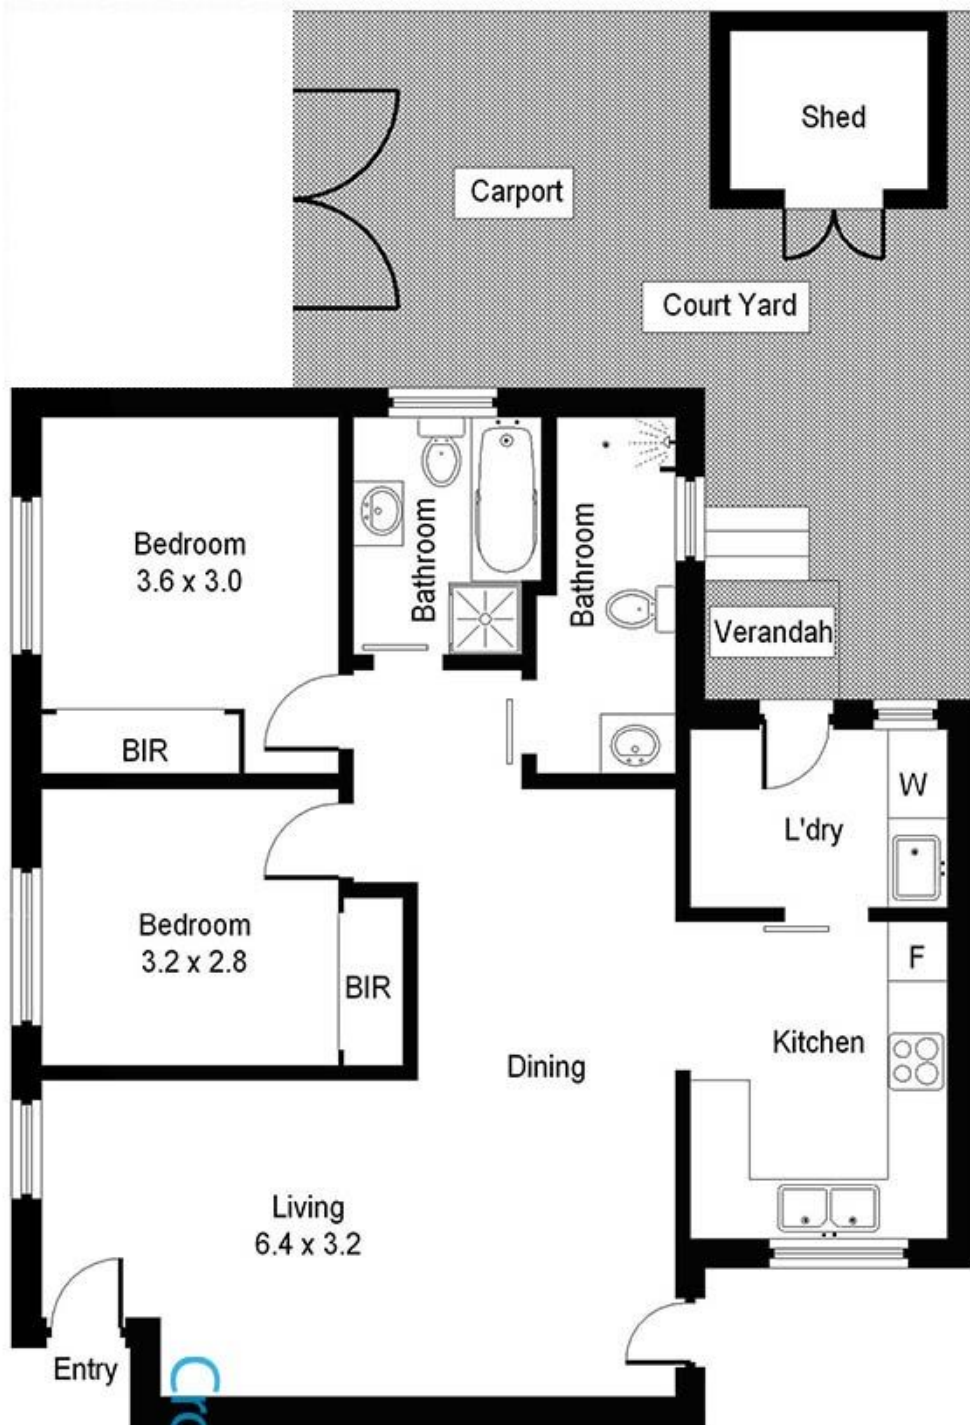 Shed
Carport
Court Yard
Bedroom
3.6 x 3.0
Bathroom
Bathroom
Verandah
BIR
W
L'dry
Bedroom
3.2 x 2.8
BIR
F
Kitchen
Dining
Living
6.4 x 3.2
Entry